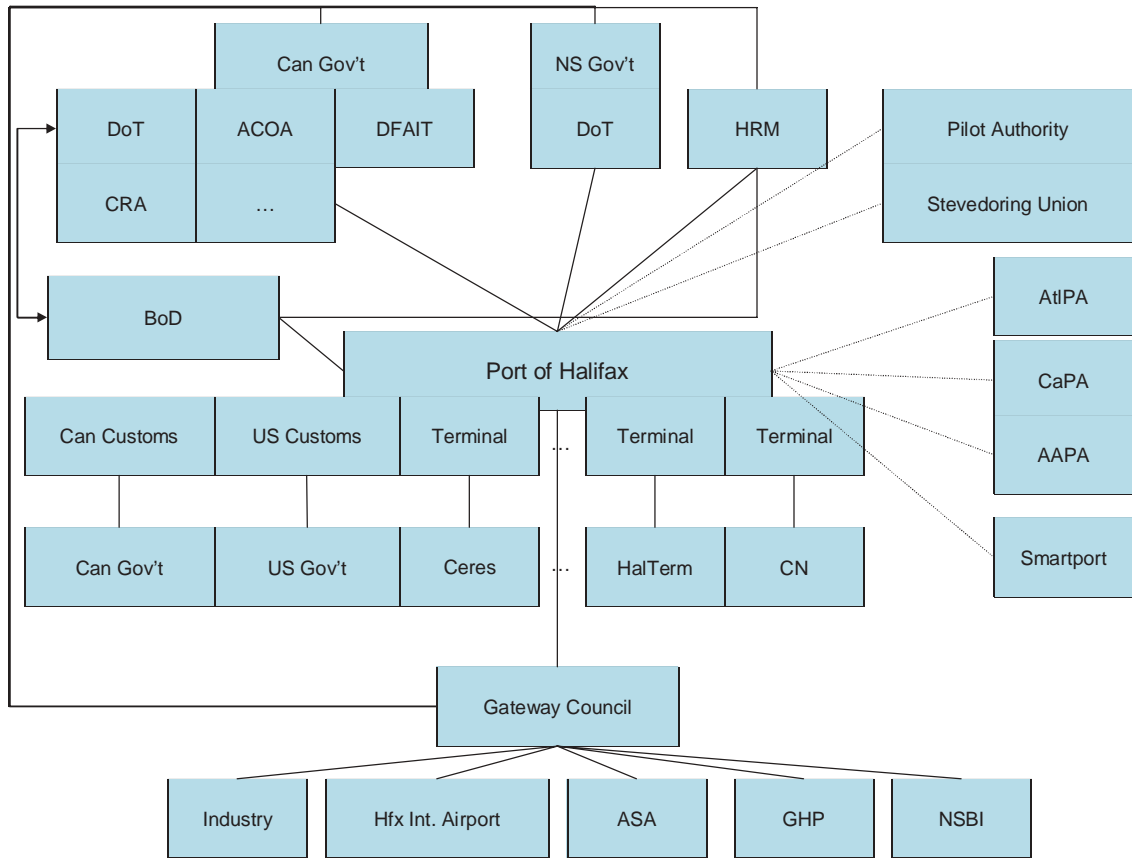 Can Gov’t
NS Gov’t
DoT
ACOA
DFAIT
DoT
HRM
Pilot Authority
CRA
…
Stevedoring Union
BoD
AtlPA
Port of Halifax
CaPA
Can Customs
US Customs
Terminal
…
Terminal
Terminal
AAPA
Can Gov’t
US Gov’t
Ceres
…
HalTerm
CN
Smartport
Gateway Council
Industry
Hfx Int. Airport
ASA
GHP
NSBI